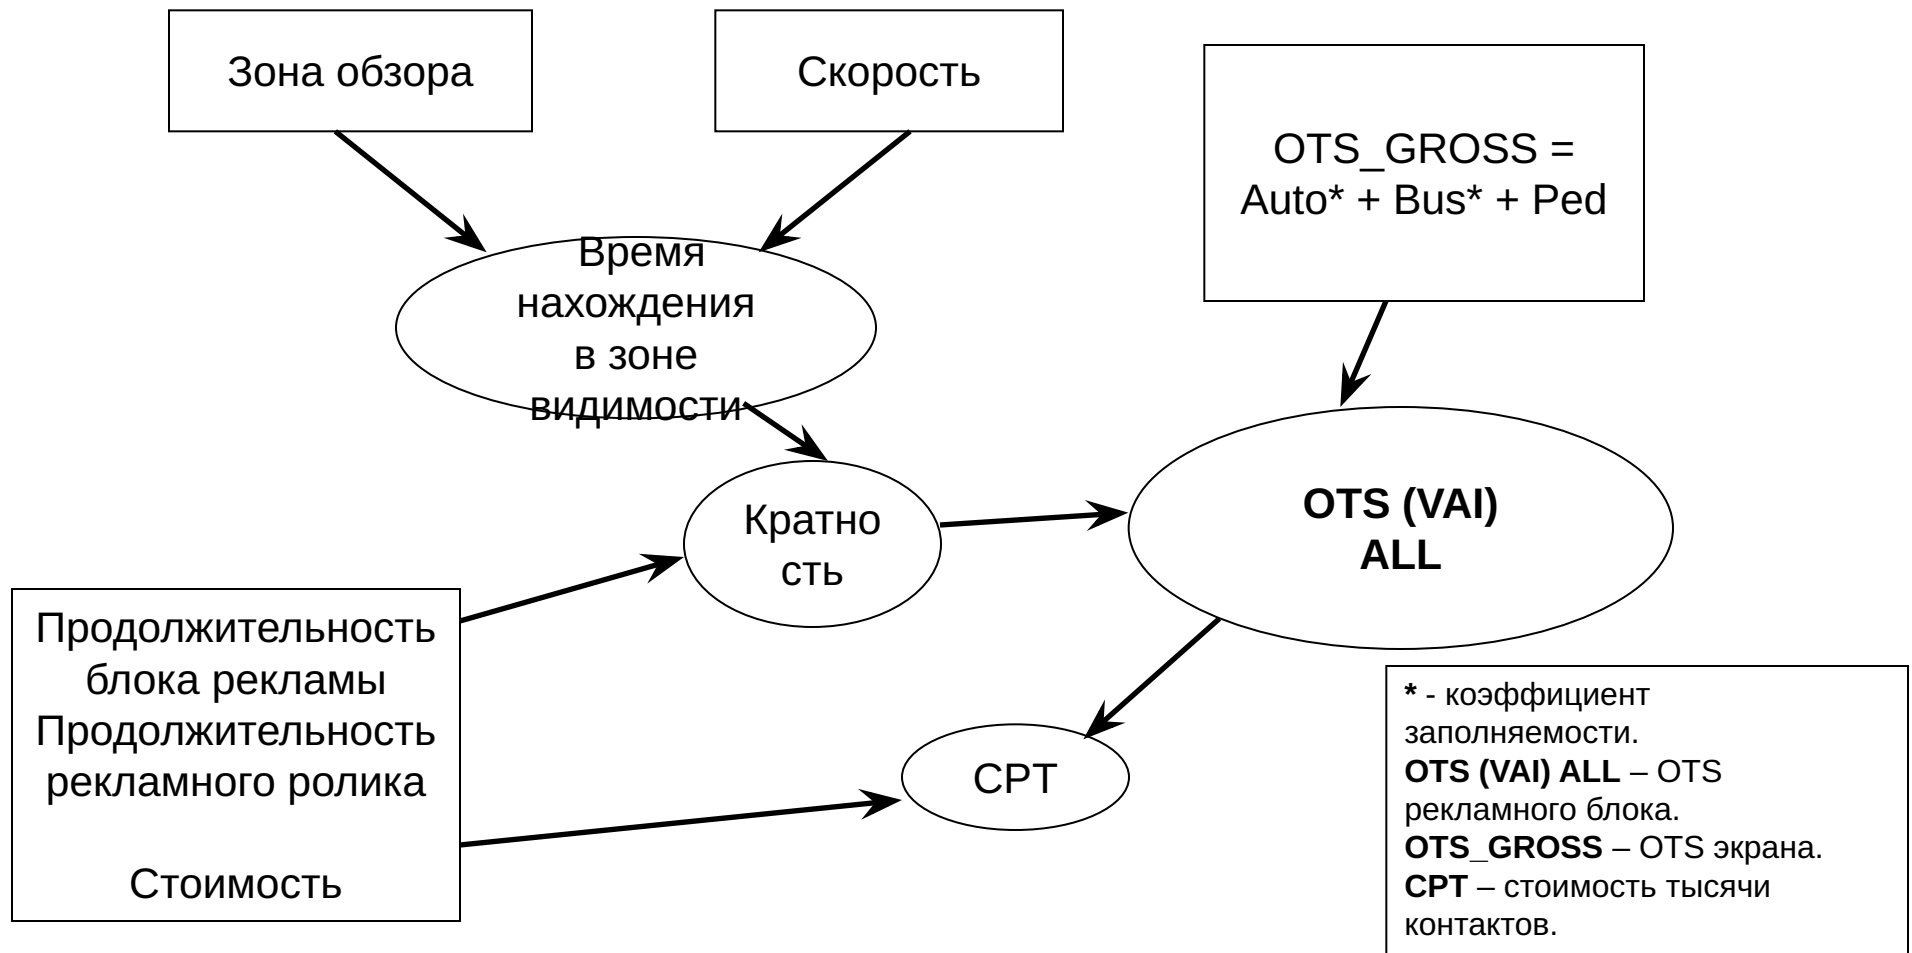 Зона обзора
Скорость
OTS_GROSS =
Auto* + Bus* + Ped
Время
нахождения
в зоне
видимости
Кратно
сть
OTS (VAI)
ALL
Продолжительность
блока рекламы
Продолжительность
рекламного ролика
Стоимость
CPT
* - коэффициент
заполняемости.
OTS (VAI) ALL – OTS
рекламного блока.
OTS_GROSS – OTS экрана.
CPT – стоимость тысячи
контактов.